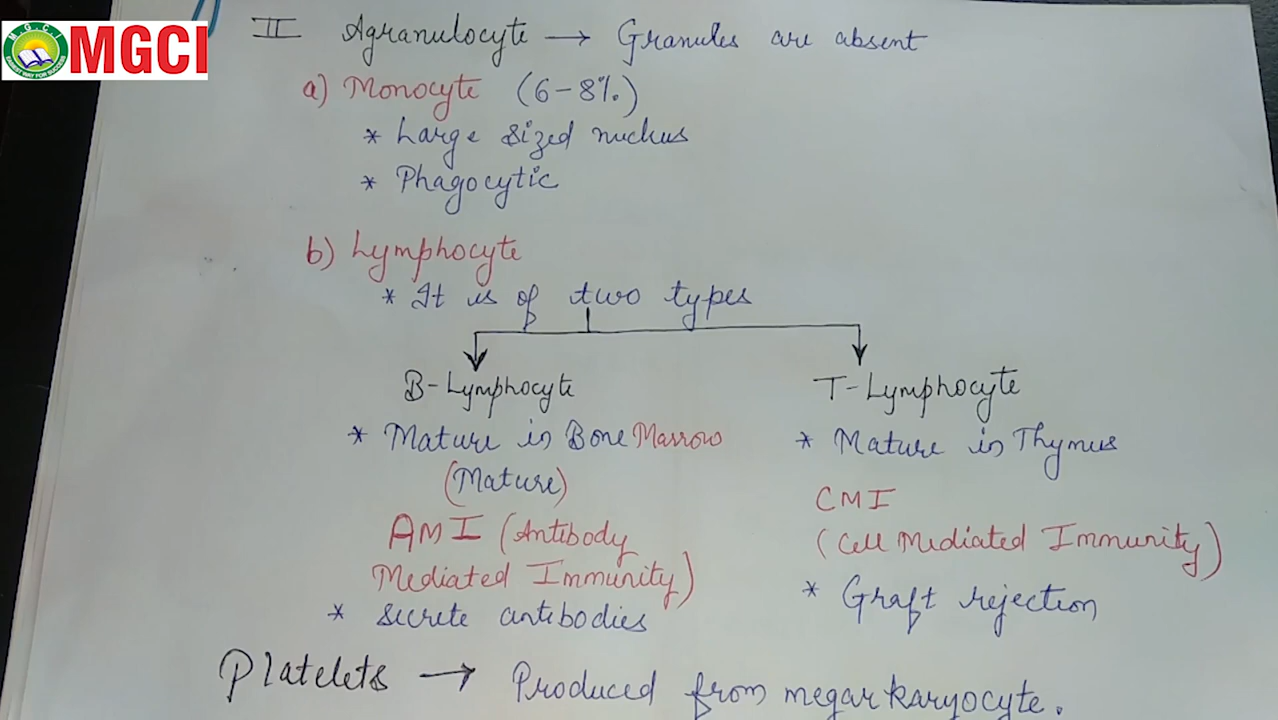 M.G.C.I
MGCI
II Agranulocyte → Granules are absent
a) Monocyte (6-8%.)
* Large sized nucleus
* Phagocytic
b) Lymphocyte
* It is of two types
B-Lymphocyte
* Mature in Bone Marrow
(Mature)
AMI (Antibody
Mediated Immunity)
* Secrete antibodies
T-Lymphocyte
* Mature in Thymus
CMI
(Cell Mediated Immunity)
* Graft rejection
Platelets → Produced from megarkaryocyte.